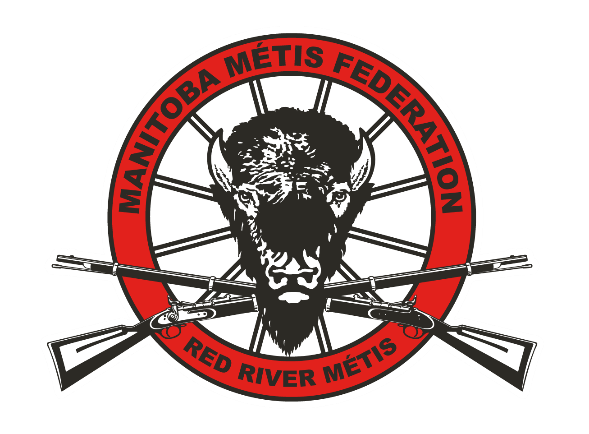 MANITOBA MÉTIS FEDERATION
RED RIVER MÉTIS